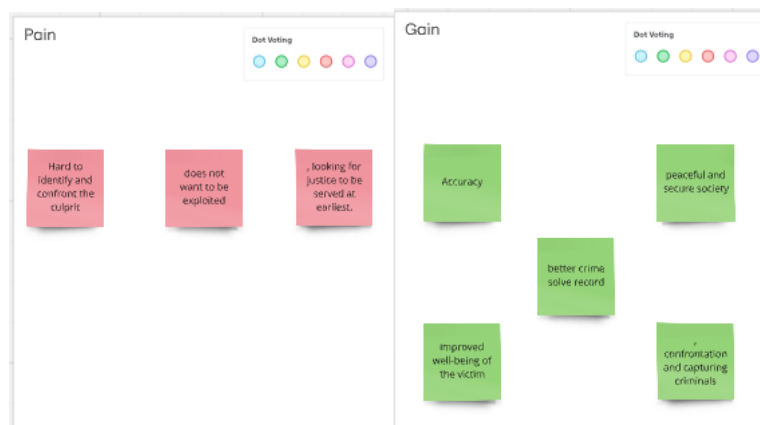 Pain
Dot Voting
Hard to
identify and
confront the
culprit
does not
want to be
exploited
, looking for
justice to be
served at
earliest.
Gain
Dot Voting
Accuracy
peaceful and
secure society
better crime
solve record
improved
well-being of
the victim
,
confrontation
and capturing
criminals